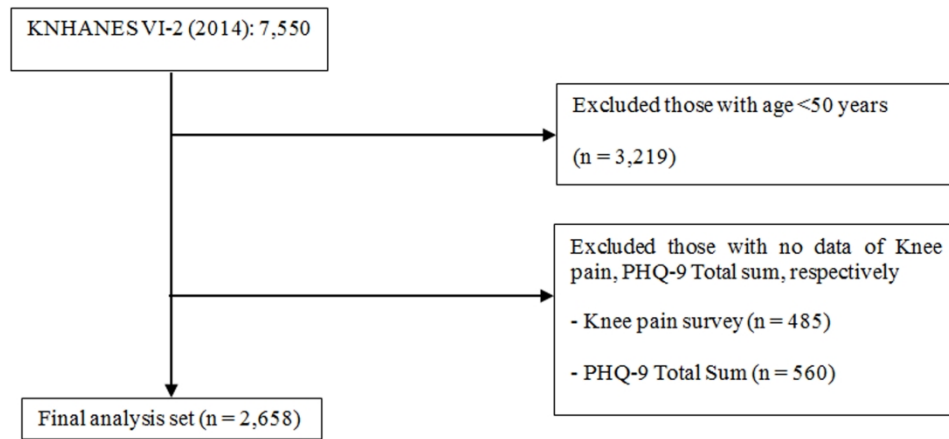 KNHANES VI-2 (2014): 7,550
Excluded those with age <50 years
(n = 3,219)
Excluded those with no data of Knee
pain, PHQ-9 Total sum, respectively
- Knee pain survey (n = 485)
- PHQ-9 Total Sum (n = 560)
Final analysis set (n = 2,658)